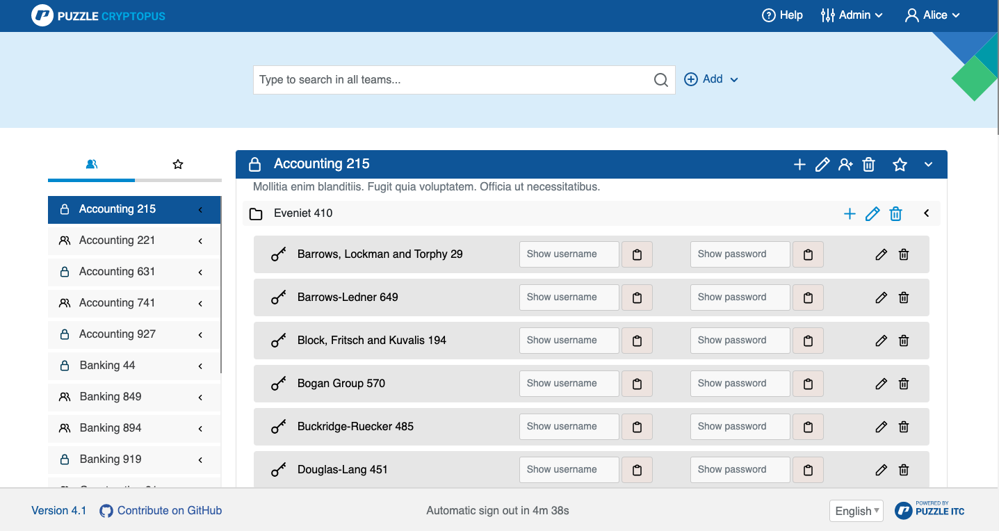 PUZZLE CRYPTOPUS
Help
Admin
Alice
Type to search in all teams...
Add
Accounting 215
Accounting 221
Accounting 631
Accounting 741
Accounting 927
Banking 44
Banking 849
Banking 894
Banking 919
Accounting 215
Mollitia enim blanditiis. Fugit quia voluptatem. Officia ut necessitatibus.
Eveniet 410
Barrows, Lockman and Torphy 29 Show username Show password
Barrows-Ledner 649 Show username Show password
Block, Fritsch and Kuvalis 194 Show username Show password
Bogan Group 570 Show username Show password
Buckridge-Ruecker 485 Show username Show password
Douglas-Lang 451 Show username Show password
Version 4.1
Contribute on GitHub
Automatic sign out in 4m 38s
English
POWERED BY
PUZZLE ITC